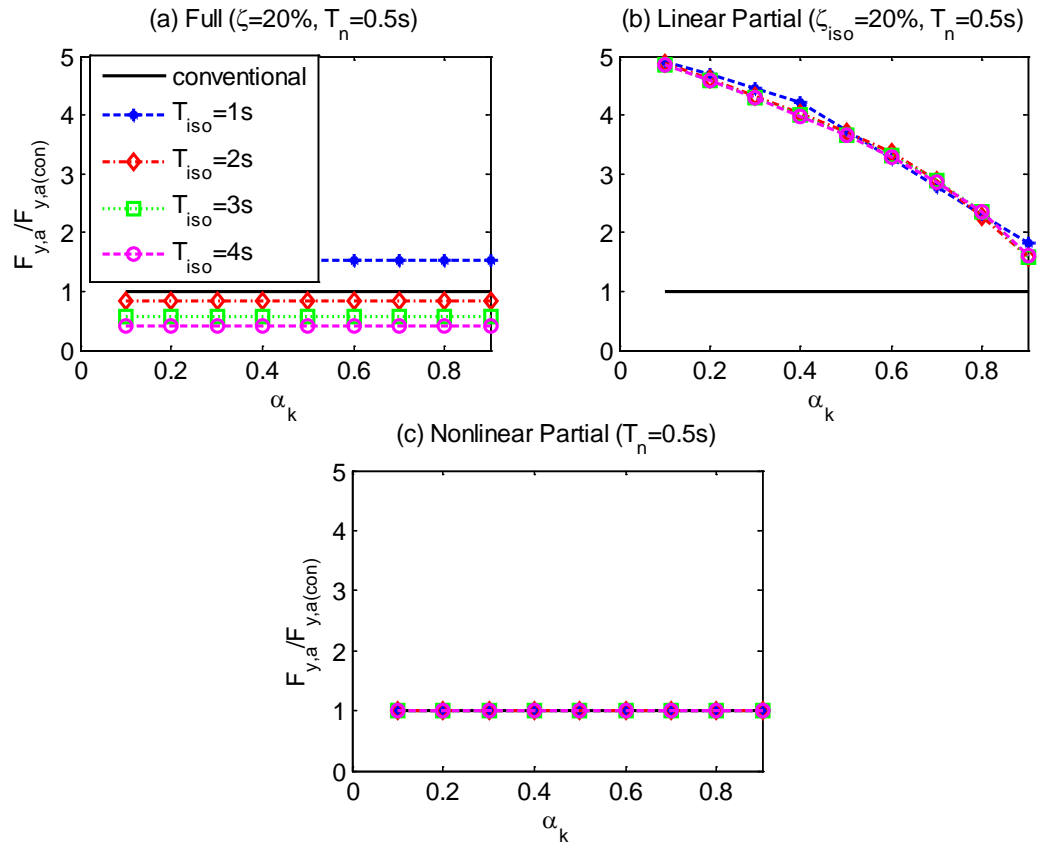 (a) Full (ζ=20%, T_n=0.5s)
(b) Linear Partial (ζ_iso=20%, T_n=0.5s)
F_y,a/F_y,a(con)
5
4
3
2
1
0
conventional
T_iso=1s
T_iso=2s
T_iso=3s
T_iso=4s
0 0.2 0.4 0.6 0.8
α_k
5
4
3
2
1
0
0 0.2 0.4 0.6 0.8
α_k
(c) Nonlinear Partial (T_n=0.5s)
F_y,a/F_y,a(con)
5
4
3
2
1
0
0 0.2 0.4 0.6 0.8
α_k